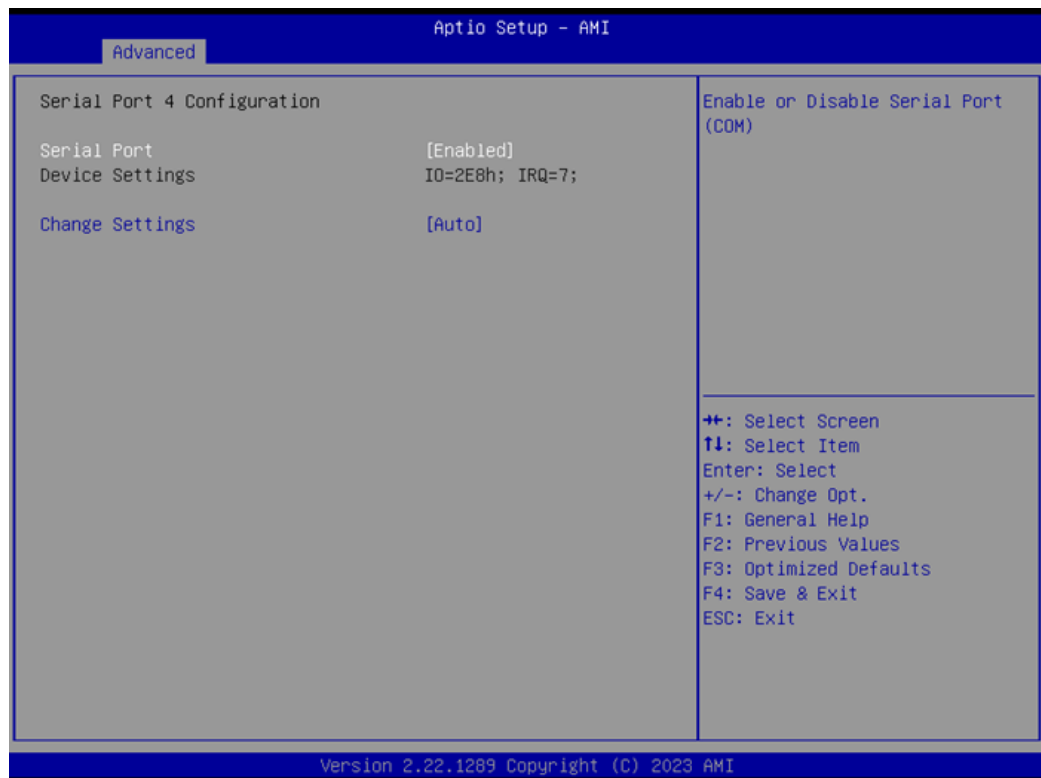 Aptio Setup – AMI
Advanced
Serial Port 4 Configuration
Serial Port [Enabled]
Device Settings IO=2E8h; IRQ=7;
Change Settings [Auto]
Enable or Disable Serial Port
(COM)
→←: Select Screen
↑↓: Select Item
Enter: Select
+/-: Change Opt.
F1: General Help
F2: Previous Values
F3: Optimized Defaults
F4: Save & Exit
ESC: Exit
Version 2.22.1289 Copyright (C) 2023 AMI